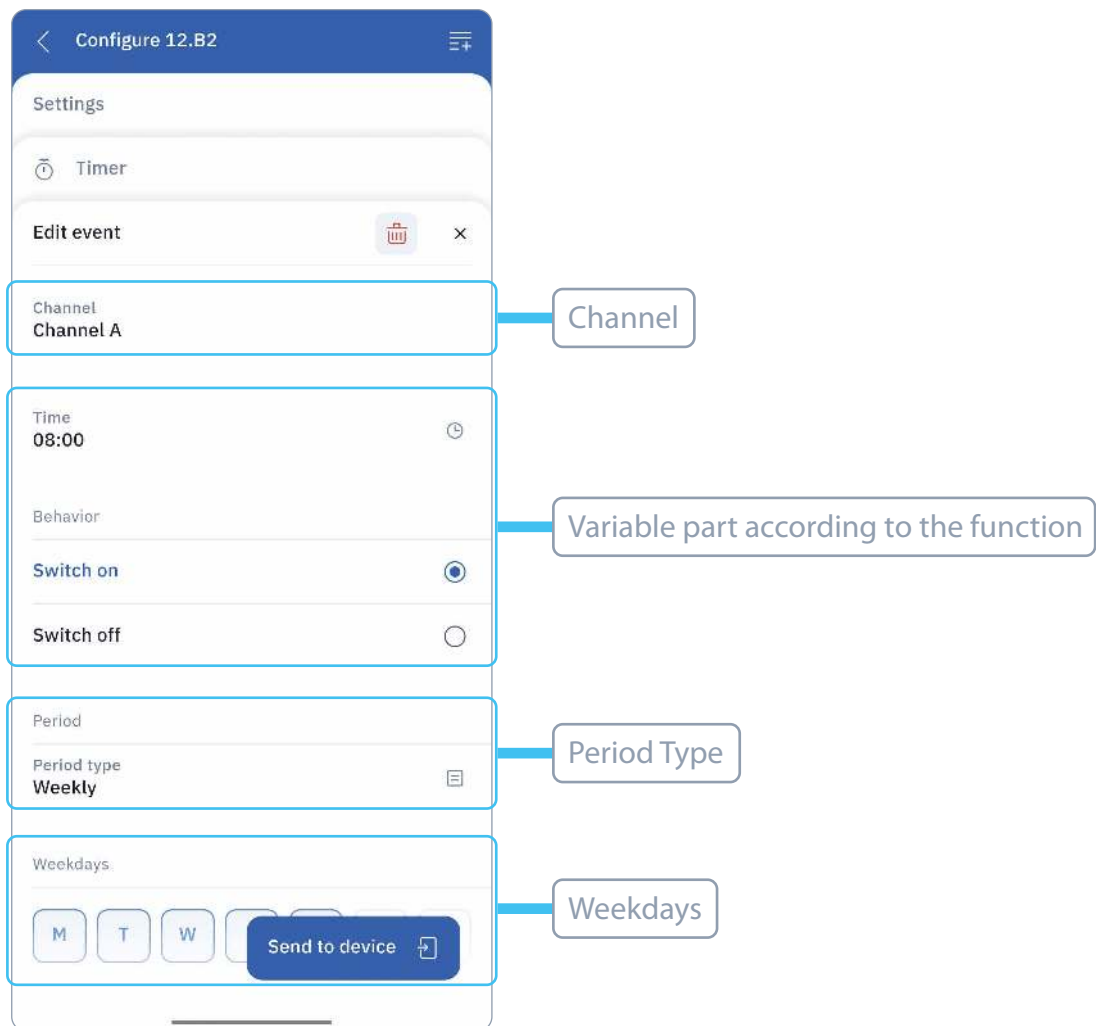 Configure 12.B2
Settings
Timer
Edit event
Channel
Channel A
Channel
Time
08:00
Behavior
Variable part according to the function
Switch on
Switch off
Period
Period type
Weekly
Period Type
Weekdays
M T W
Send to device
Weekdays